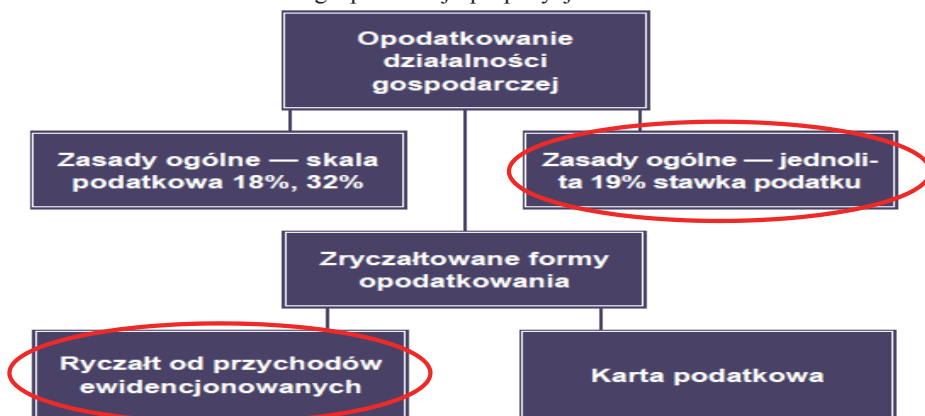 Opodatkowanie
działalności
gospodarczej
Zasady ogólne — skala
podatkowa 18%, 32%
Zasady ogólne — jednoli-
ta 19% stawka podatku
Zryczałtowane formy
opodatkowania
Ryczałt od przychodów
ewidencjonowanych
Karta podatkowa